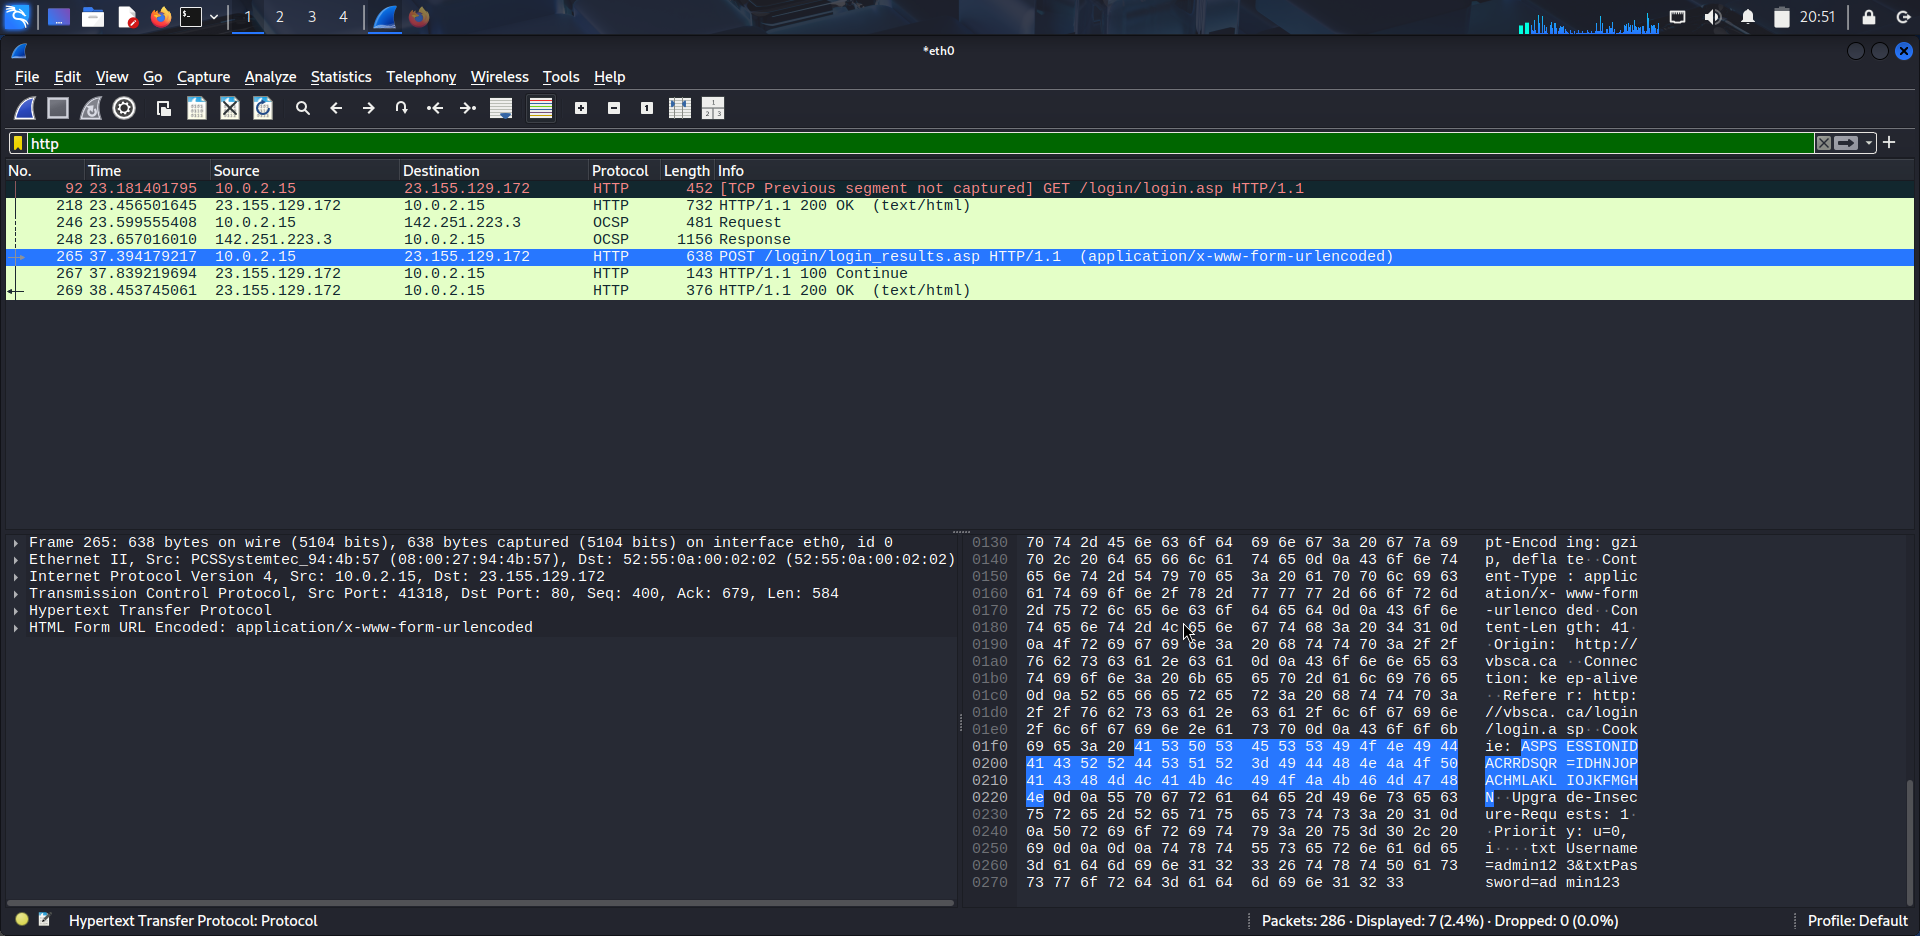 1 2 3 4 20:51
*eth0
File Edit View Go Capture Analyze Statistics Telephony Wireless Tools Help
http
No. Time Source Destination Protocol Length Info
92 23.181401795 10.0.2.15 23.155.129.172 HTTP 452 [TCP Previous segment not captured] GET /login/login.asp HTTP/1.1
218 23.456501645 23.155.129.172 10.0.2.15 HTTP 732 HTTP/1.1 200 OK (text/html)
246 23.599555408 10.0.2.15 142.251.223.3 OCSP 481 Request
248 23.657016010 142.251.223.3 10.0.2.15 OCSP 1156 Response
265 37.394179217 10.0.2.15 23.155.129.172 HTTP 638 POST /login/login_results.asp HTTP/1.1 (application/x-www-form-urlencoded)
267 37.839219694 23.155.129.172 10.0.2.15 HTTP 143 HTTP/1.1 100 Continue
269 38.453745061 23.155.129.172 10.0.2.15 HTTP 376 HTTP/1.1 200 OK (text/html)
Frame 265: 638 bytes on wire (5104 bits), 638 bytes captured (5104 bits) on interface eth0, id 0
Ethernet II, Src: PCSSystemtec_94:4b:57 (08:00:27:94:4b:57), Dst: 52:55:0a:00:02:02 (52:55:0a:00:02:02)
Internet Protocol Version 4, Src: 10.0.2.15, Dst: 23.155.129.172
Transmission Control Protocol, Src Port: 41318, Dst Port: 80, Seq: 400, Ack: 679, Len: 584
Hypertext Transfer Protocol
HTML Form URL Encoded: application/x-www-form-urlencoded
0130 70 74 2d 45 6e 63 6f 64 69 6e 67 3a 20 67 7a 69 pt-Encod ing: gzi
0140 70 2c 20 64 65 66 6c 61 74 65 0d 0a 43 6f 6e 74 p, defla te··Cont
0150 65 6e 74 2d 54 79 70 65 3a 20 61 70 70 6c 69 63 ent-Type : applic
0160 61 74 69 6f 6e 2f 78 2d 77 77 77 2d 66 6f 72 6d ation/x- www-form
0170 2d 75 72 6c 65 6e 63 6f 64 65 64 0d 0a 43 6f 6e -urlenco ded··Con
0180 74 65 6e 74 2d 4c 65 6e 67 74 68 3a 20 34 31 0d tent-Len gth: 41·
0190 0a 4f 72 69 67 69 6e 3a 20 68 74 74 70 3a 2f 2f ·Origin: http://
01a0 76 62 73 63 61 2e 63 61 0d 0a 43 6f 6e 6e 65 63 vbsca.ca ··Connec
01b0 74 69 6f 6e 3a 20 6b 65 65 70 2d 61 6c 69 76 65 tion: ke ep-alive
01c0 0d 0a 52 65 66 65 72 65 72 3a 20 68 74 74 70 3a ··Refere r: http:
01d0 2f 2f 76 62 73 63 61 2e 63 61 2f 6c 6f 67 69 6e //vbsca. ca/login
01e0 2f 6c 6f 67 69 6e 2e 61 73 70 0d 0a 43 6f 6f 6b /login.a sp··Cook
01f0 69 65 3a 20 41 53 50 53 45 53 53 49 4f 4e 49 44 ie: ASPS ESSIONID
0200 41 43 52 52 44 53 51 52 3d 49 44 48 4e 4a 4f 50 ACRRDSQR =IDHNJOP
0210 41 43 48 4d 4c 41 4b 4c 49 4f 4a 4b 46 4d 47 48 ACHMLAKL IOJKFMGH
0220 4e 0d 0a 55 70 67 72 61 64 65 2d 49 6e 73 65 63 N··Upgra de-Insec
0230 75 72 65 2d 52 65 71 75 65 73 74 73 3a 20 31 0d ure-Requ ests: 1·
0240 0a 50 72 69 6f 72 69 74 79 3a 20 75 3d 30 2c 20 ·Priorit y: u=0,
0250 69 0d 0a 0d 0a 74 78 74 55 73 65 72 6e 61 6d 65 i····txt Username
0260 3d 61 64 6d 69 6e 31 32 33 26 74 78 74 50 61 73 =admin12 3&txtPas
0270 73 77 6f 72 64 3d 61 64 6d 69 6e 31 32 33 sword=ad min123
Hypertext Transfer Protocol: Protocol Packets: 286 · Displayed: 7 (2.4%) · Dropped: 0 (0.0%) Profile: Default